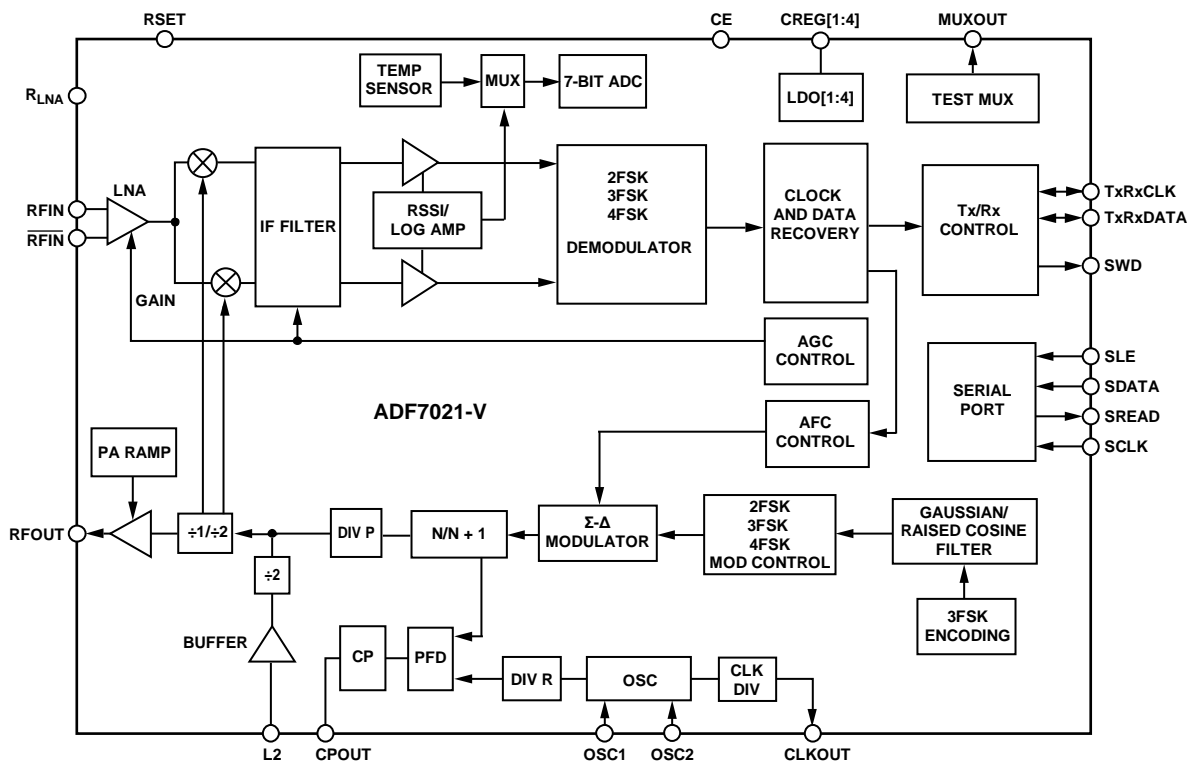 RSET
CE
CREG[1:4]
MUXOUT
TEMP
SENSOR
MUX
7-BIT ADC
LDO[1:4]
TEST MUX
RLNA
LNA
RFIN
RFIN
GAIN
IF FILTER
RSSI/
LOG AMP
2FSK
3FSK
4FSK
DEMODULATOR
CLOCK
AND DATA
RECOVERY
Tx/Rx
CONTROL
TxRxCLK
TxRxDATA
SWD
AGC
CONTROL
SERIAL
PORT
SLE
SDATA
SREAD
SCLK
ADF7021-V
AFC
CONTROL
PA RAMP
RFOUT
÷1/÷2
DIV P
N/N + 1
Σ-Δ
MODULATOR
2FSK
3FSK
4FSK
MOD CONTROL
GAUSSIAN/
RAISED COSINE
FILTER
÷2
3FSK
ENCODING
BUFFER
CP
PFD
DIV R
OSC
CLK
DIV
L2
CPOUT
OSC1
OSC2
CLKOUT